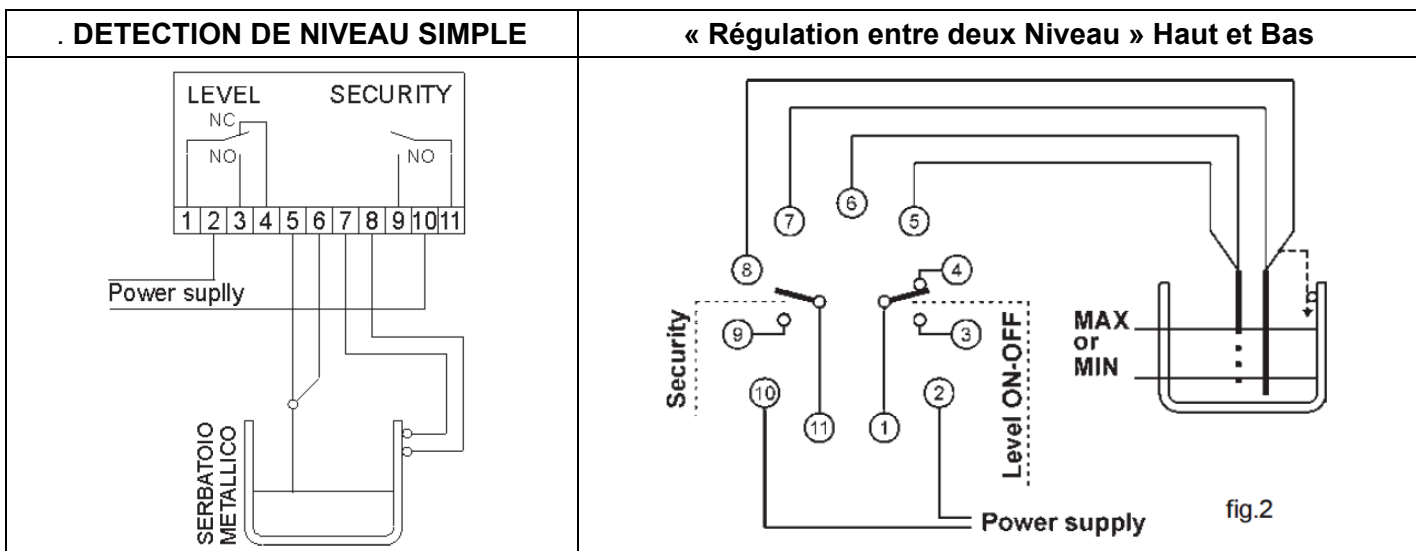 . DETECTION DE NIVEAU SIMPLE
« Régulation entre deux Niveau » Haut et Bas
LEVEL SECURITY
NC
NO NO
1 2 3 4 5 6 7 8 9 10 11
Power suplly
SERBATOIO
METALLICO
6
7 5
8 4
9 3
10 2
11 1
Security
Level ON-OFF
MAX
or
MIN
Power supply
fig.2